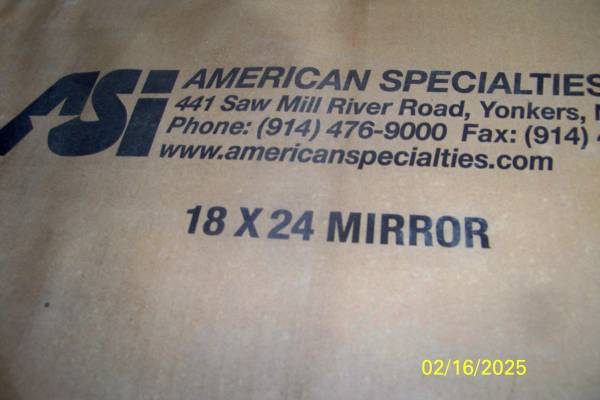 ASi AMERICAN SPECIALTIES
441 Saw Mill River Road, Yonkers,
Phone: (914) 476-9000 Fax: (914)
www.americanspecialties.com
18 X 24 MIRROR
02/16/2025